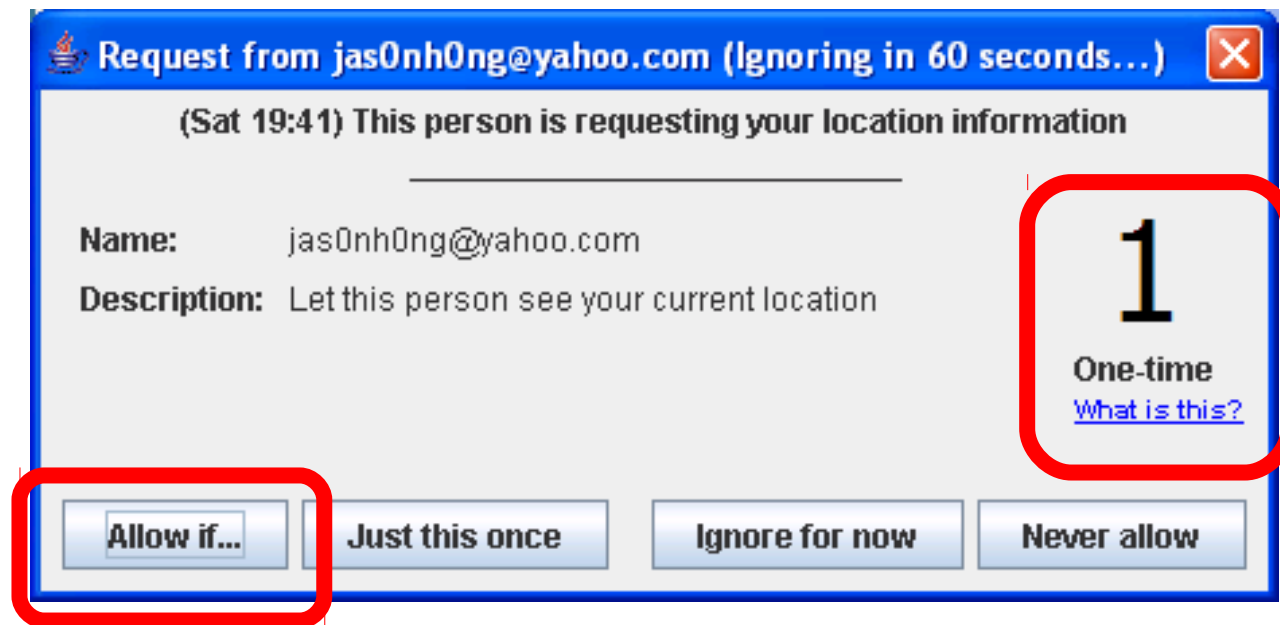 Request from jas0nh0ng@yahoo.com (Ignoring in 60 seconds...)
(Sat 19:41) This person is requesting your location information
Name: jas0nh0ng@yahoo.com
Description: Let this person see your current location
1
One-time
What is this?
Allow if... Just this once Ignore for now Never allow